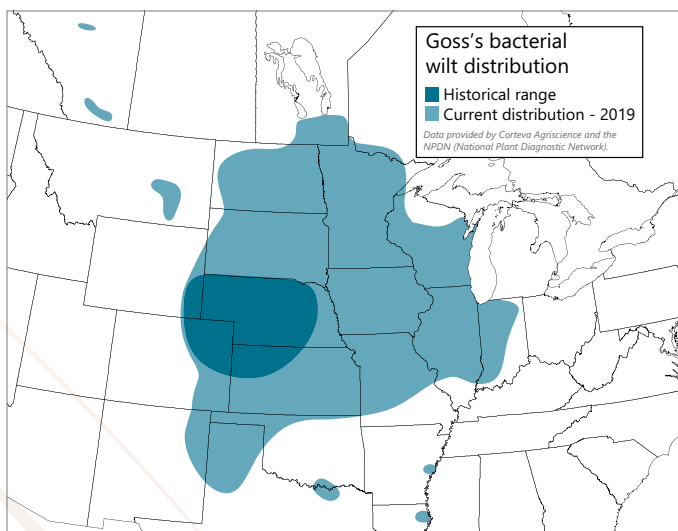 Goss's bacterial
wilt distribution
Historical range
Current distribution - 2019
Data provided by Corteva Agriscience and the
NPDN (National Plant Diagnostic Network).